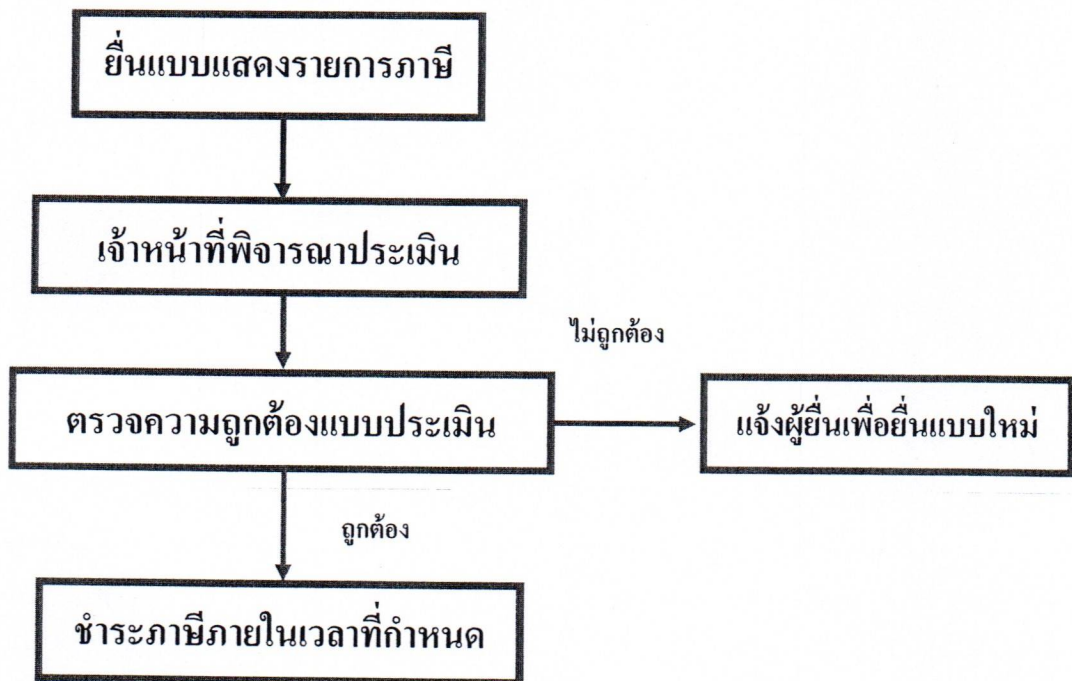 ยื่นแบบแสดงรายการภาษี
เจ้าหน้าที่พิจารณาประเมิน
ไม่ถูกต้อง
ตรวจความถูกต้องแบบประเมิน
แจ้งผู้ยื่นเพื่อยื่นแบบใหม่
ถูกต้อง
ชำระภาษีภายในเวลาที่กำหนด